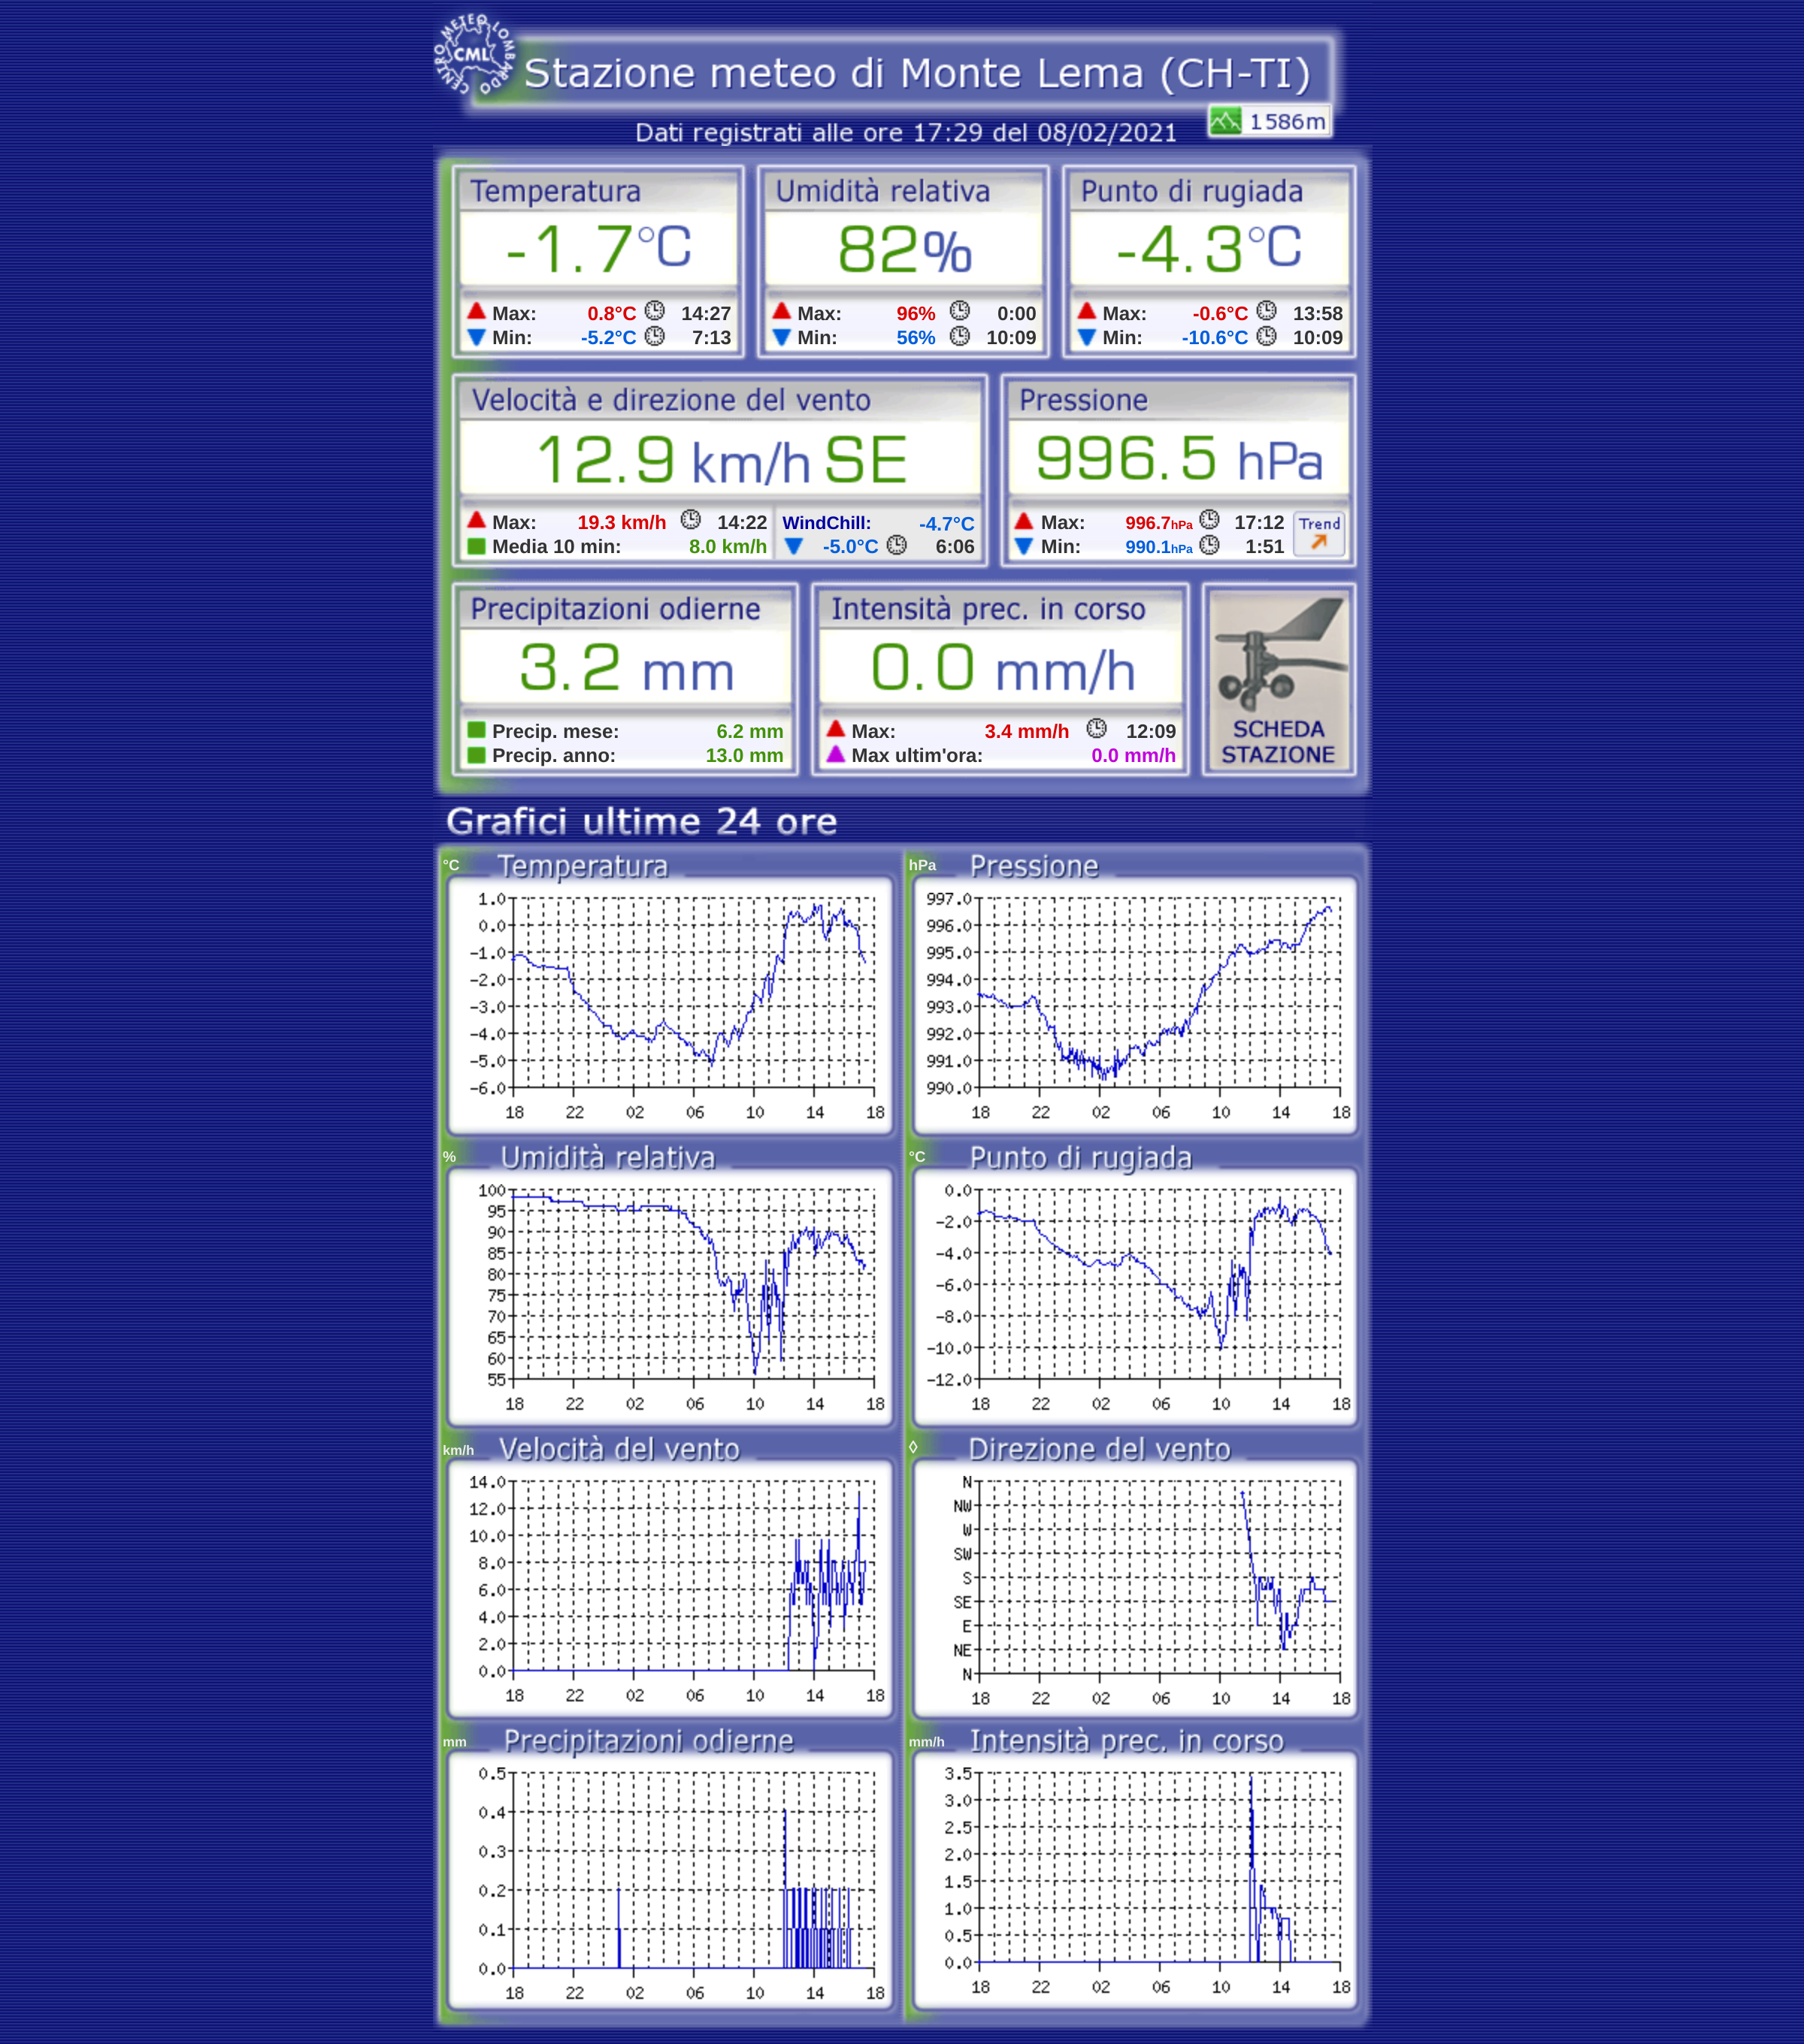 CENTRO METEO LOMBARDO
CML
Stazione meteo di Monte Lema (CH-TI)
1586m
Dati registrati alle ore 17:29 del 08/02/2021
Temperatura Umidità relativa Punto di rugiada
-1.7°C 82% -4.3°C
Max: 0.8°C 14:27 Max: 96% 0:00 Max: -0.6°C 13:58
Min: -5.2°C 7:13 Min: 56% 10:09 Min: -10.6°C 10:09
Velocità e direzione del vento Pressione
12.9 km/h SE 996.5 hPa
Max: 19.3 km/h 14:22 WindChill: -4.7°C Max: 996.7hPa 17:12 Trend
Media 10 min: 8.0 km/h -5.0°C 6:06 Min: 990.1hPa 1:51
Precipitazioni odierne Intensità prec. in corso
3.2 mm 0.0 mm/h
Precip. mese: 6.2 mm Max: 3.4 mm/h 12:09 SCHEDA
Precip. anno: 13.0 mm Max ultim'ora: 0.0 mm/h STAZIONE
Grafici ultime 24 ore
°C Temperatura hPa Pressione
1.0 997.0
0.0 996.0
-1.0 995.0
-2.0 994.0
-3.0 993.0
-4.0 992.0
-5.0 991.0
-6.0 990.0
18 22 02 06 10 14 18 18 22 02 06 10 14 18
% Umidità relativa °C Punto di rugiada
100 0.0
95
90 -2.0
85 -4.0
80
75 -6.0
70 -8.0
65
60 -10.0
55 -12.0
18 22 02 06 10 14 18 18 22 02 06 10 14 18
km/h Velocità del vento ◊ Direzione del vento
14.0 N
12.0 NW
10.0 W
8.0 SW
S
6.0 SE
4.0 E
2.0 NE
0.0 N
18 22 02 06 10 14 18 18 22 02 06 10 14 18
mm Precipitazioni odierne mm/h Intensità prec. in corso
0.5 3.5
0.4 3.0
2.5
0.3 2.0
0.2 1.5
0.1 1.0
0.5
0.0 0.0
18 22 02 06 10 14 18 18 22 02 06 10 14 18